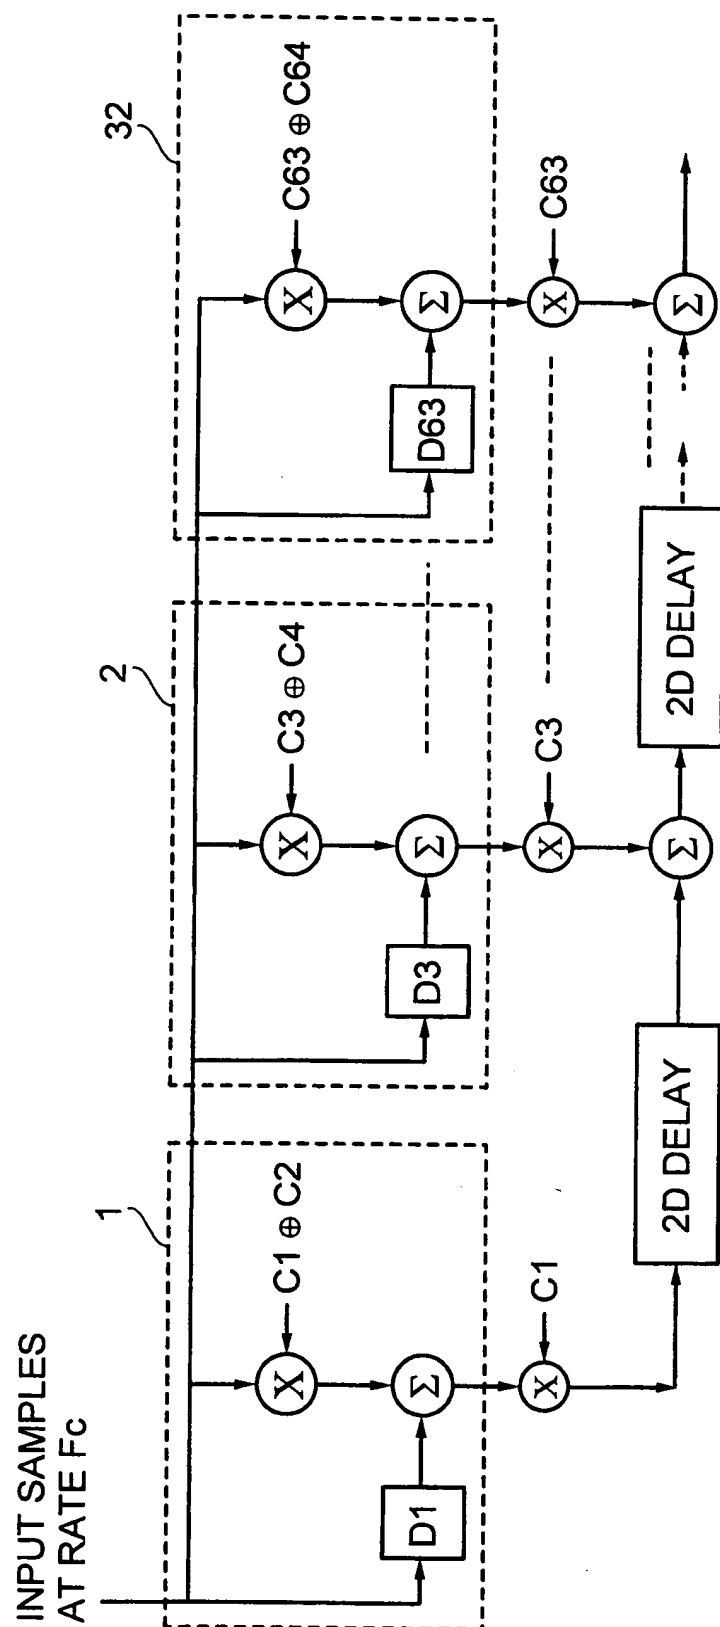 INPUT SAMPLES
AT RATE Fc
1
2
32
X
C1 ⊕ C2
X
C3 ⊕ C4
X
C63 ⊕ C64
D1
Σ
D3
Σ
D63
Σ
X
C1
X
C3
X
C63
2D DELAY
Σ
2D DELAY
Σ